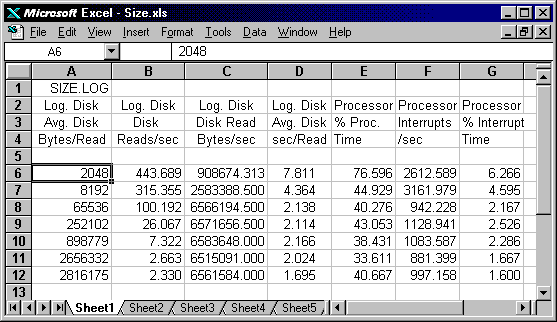 Microsoft Excel - Size.xls
File Edit View Insert Format Tools Data Window Help
A6 2048
A B C D E F G
1 SIZE.LOG
2 Log. Disk Log. Disk Log. Disk Log. Disk Processor Processor Processor
3 Avg. Disk Disk Disk Read Avg. Disk % Proc. Interrupts % Interrupt
4 Bytes/Read Reads/sec Bytes/sec sec/Read Time /sec Time
5
6 2048 443.689 908674.313 7.811 76.596 2612.589 6.266
7 8192 315.355 2583388.500 4.364 44.929 3161.979 4.595
8 65536 100.192 6566194.500 2.138 40.276 942.228 2.167
9 252102 26.067 6571656.500 2.114 43.053 1128.941 2.526
10 898779 7.322 6583648.000 2.166 38.431 1083.587 2.286
11 2656332 2.663 6515091.000 2.024 33.611 881.399 1.667
12 2816175 2.330 6561584.000 1.695 40.667 997.158 1.600
13
Sheet1 Sheet2 Sheet3 Sheet4 Sheet5